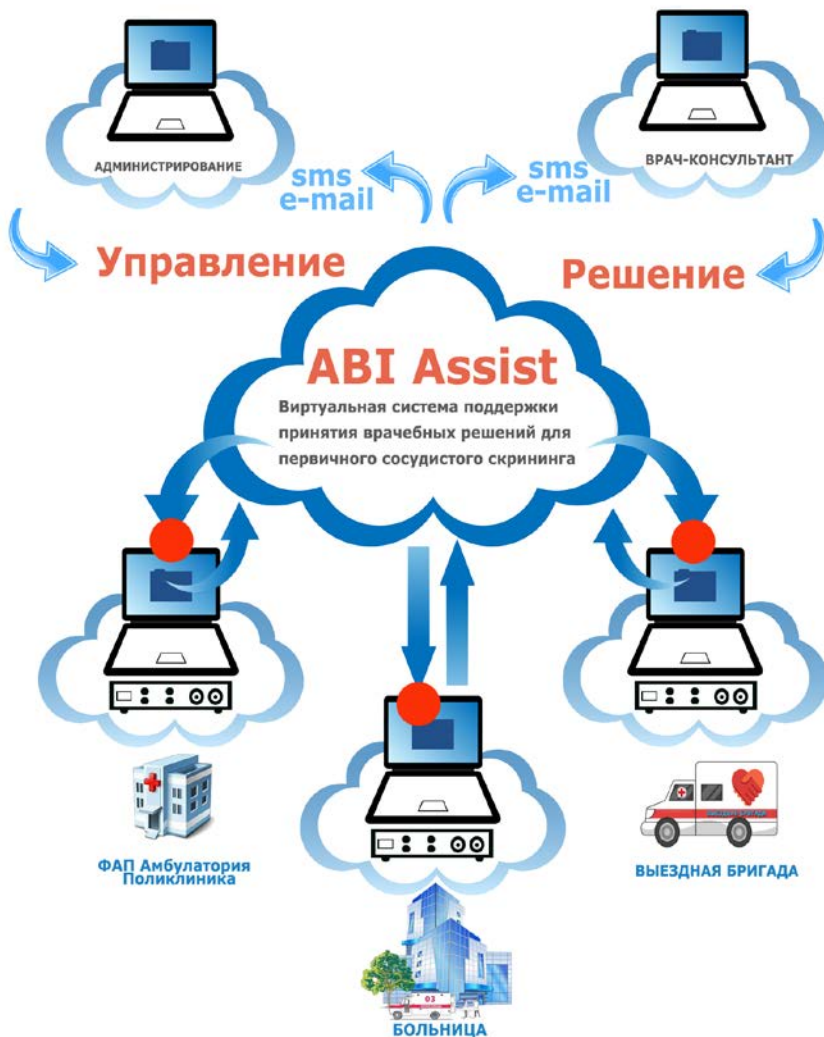 АДМИНИСТРИРОВАНИЕ
ВРАЧ-КОНСУЛЬТАНТ
sms
e-mail
sms
e-mail
Управление
Решение
ABI Assist
Виртуальная система поддержки
принятия врачебных решений для
первичного сосудистого скрининга
ФАП Амбулатория
Поликлиника
ВЫЕЗДНАЯ БРИГАДА
03
БОЛЬНИЦА